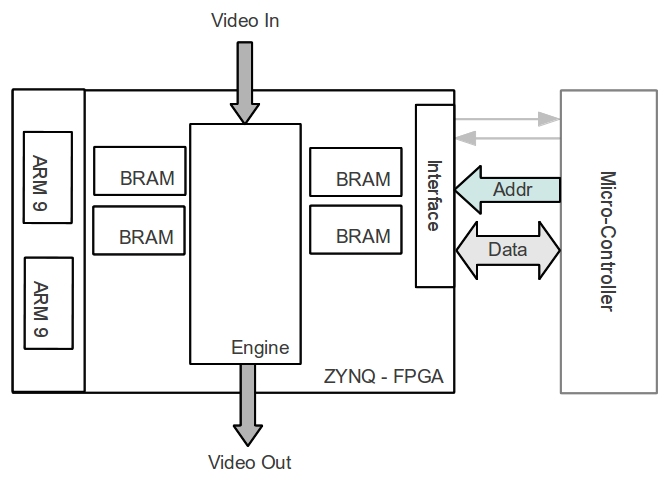 Video In
ARM 9
ARM 9
BRAM
BRAM
Engine
BRAM
BRAM
Interface
ZYNQ - FPGA
Addr
Data
Micro-Controller
Video Out